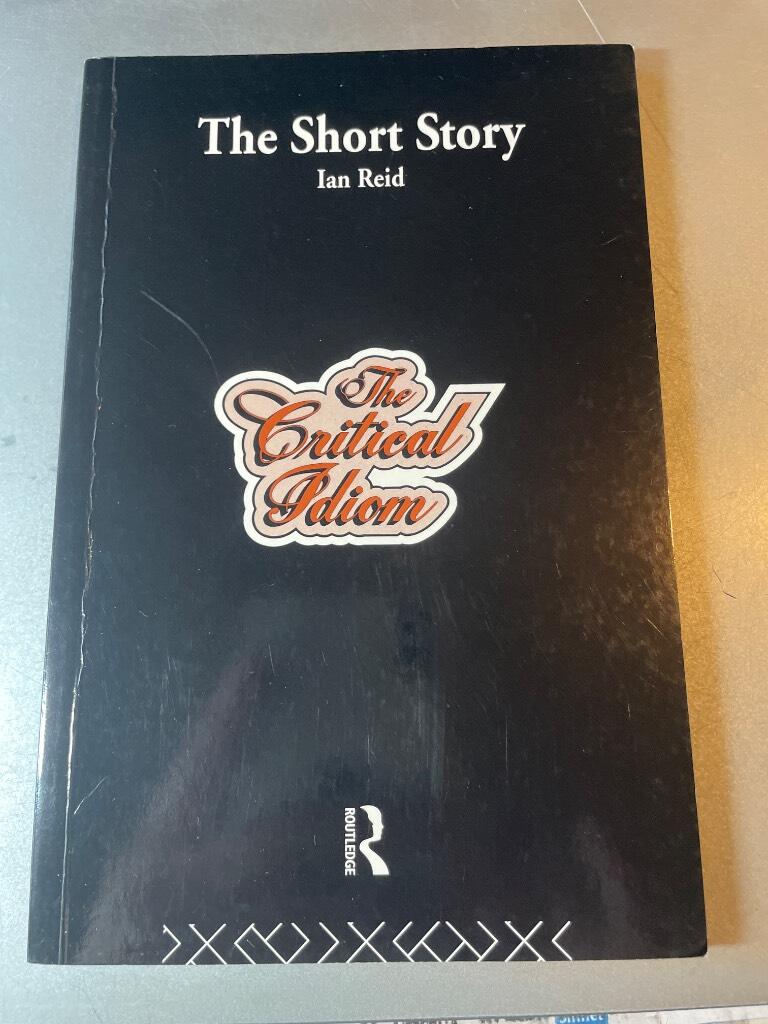 The Short Story
Ian Reid
The
Critical
Idiom
ROUTLEDGE